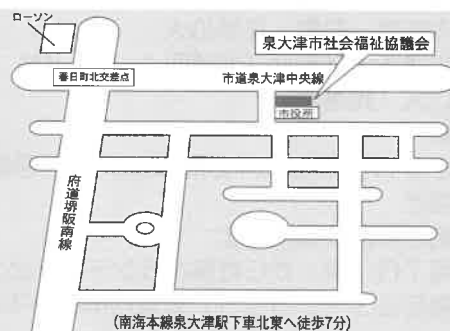 ローソン
泉大津市社会福祉協議会
春日町北交差点
市道泉大津中央線
市役所
府道堺阪南線
(南海本線泉大津駅下車北東へ徒歩7分)